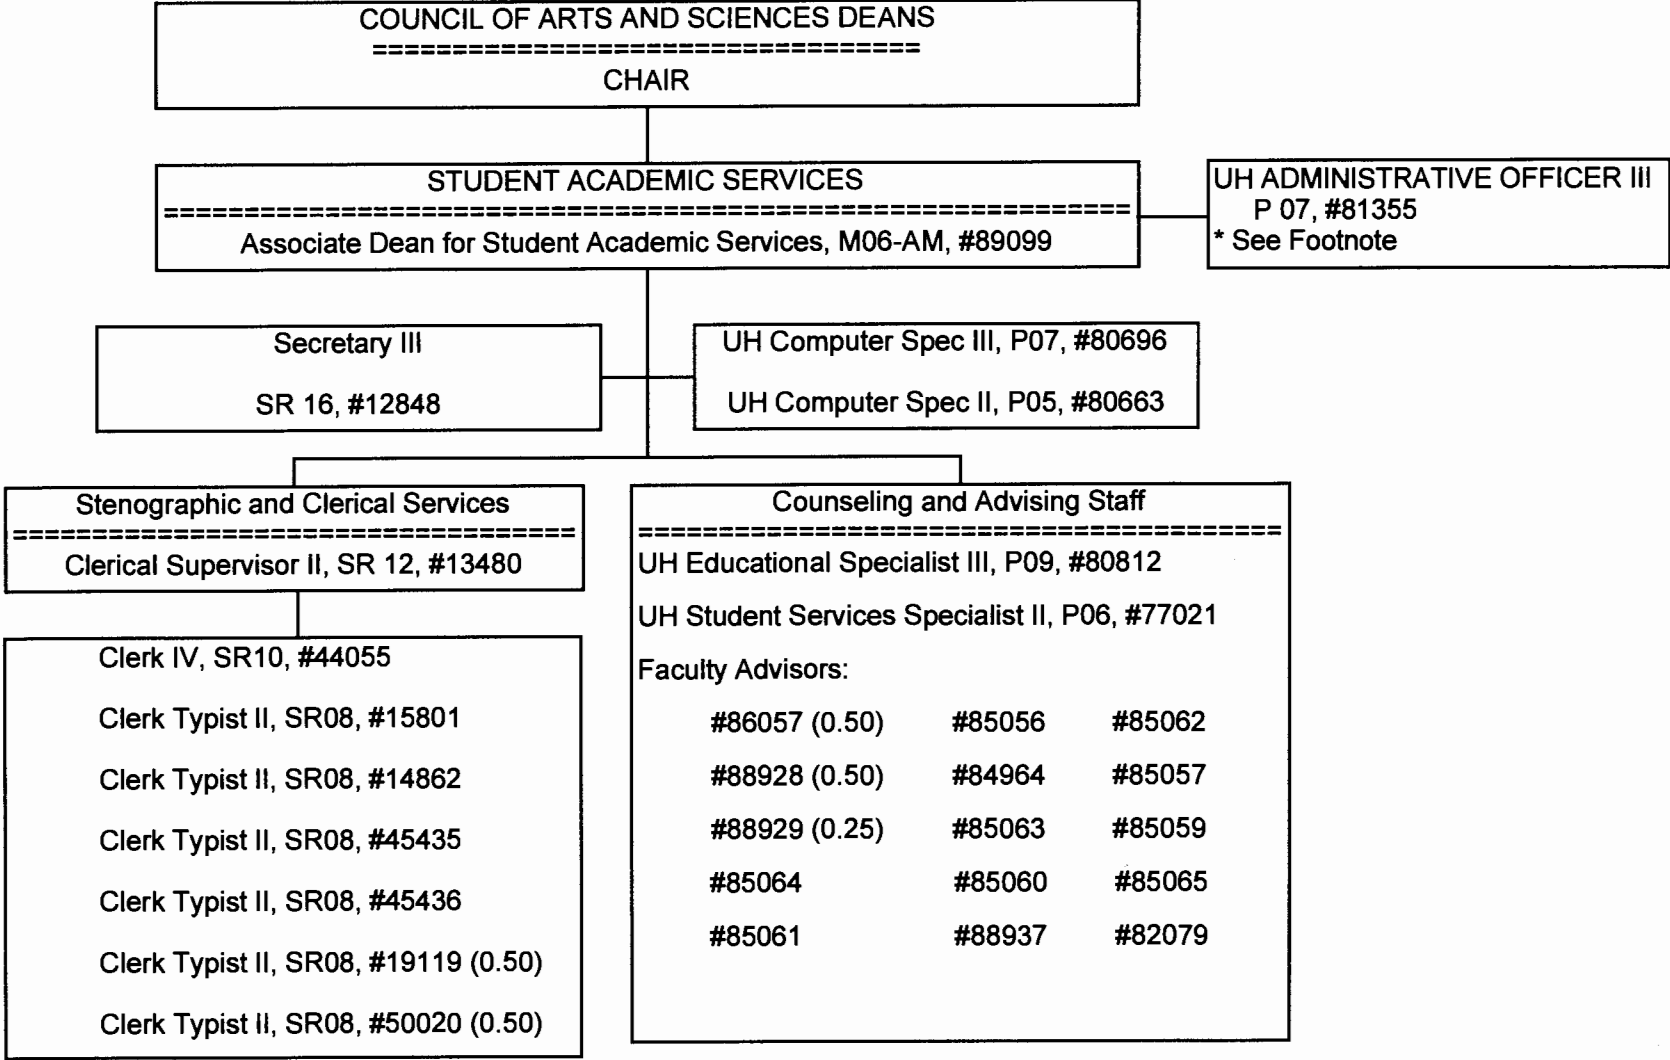 COUNCIL OF ARTS AND SCIENCES DEANS
==================================
CHAIR
STUDENT ACADEMIC SERVICES
============================================================
Associate Dean for Student Academic Services, M06-AM, #89099
UH ADMINISTRATIVE OFFICER III
P 07, #81355
* See Footnote
Secretary III
SR 16, #12848
UH Computer Spec III, P07, #80696
UH Computer Spec II, P05, #80663
Stenographic and Clerical Services
===================================
Clerical Supervisor II, SR 12, #13480
Clerk IV, SR10, #44055
Clerk Typist II, SR08, #15801
Clerk Typist II, SR08, #14862
Clerk Typist II, SR08, #45435
Clerk Typist II, SR08, #45436
Clerk Typist II, SR08, #19119 (0.50)
Clerk Typist II, SR08, #50020 (0.50)
Counseling and Advising Staff
========================================
UH Educational Specialist III, P09, #80812
UH Student Services Specialist II, P06, #77021
Faculty Advisors:
#86057 (0.50) #85056 #85062
#88928 (0.50) #84964 #85057
#88929 (0.25) #85063 #85059
#85064 #85060 #85065
#85061 #88937 #82079